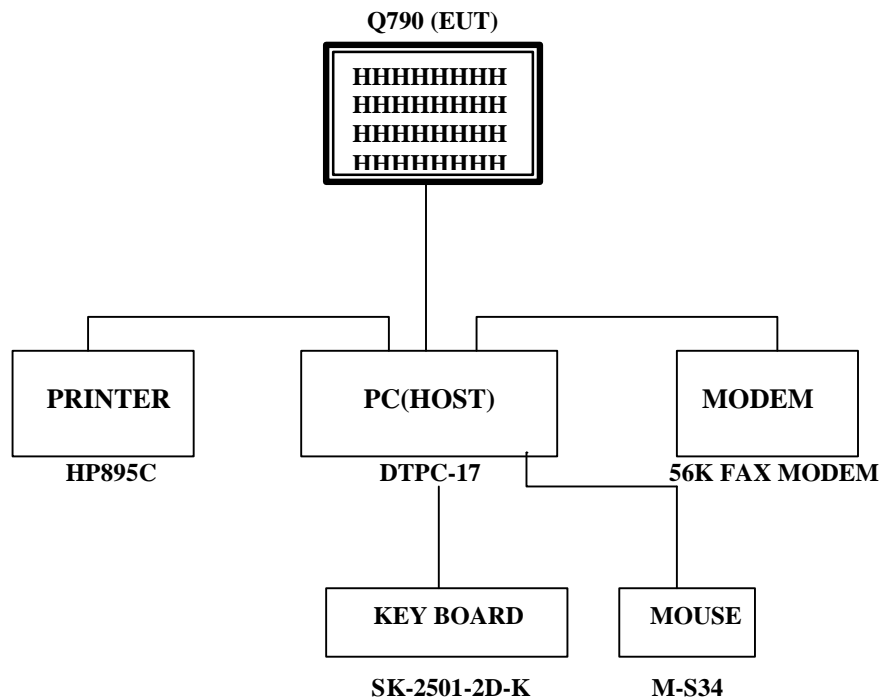 Q790 (EUT)
HHHHHHHH
HHHHHHHH
HHHHHHHH
HHHHHHHH
PRINTER
PC(HOST)
MODEM
HP895C
DTPC-17
56K FAX MODEM
KEY BOARD
MOUSE
SK-2501-2D-K
M-S34